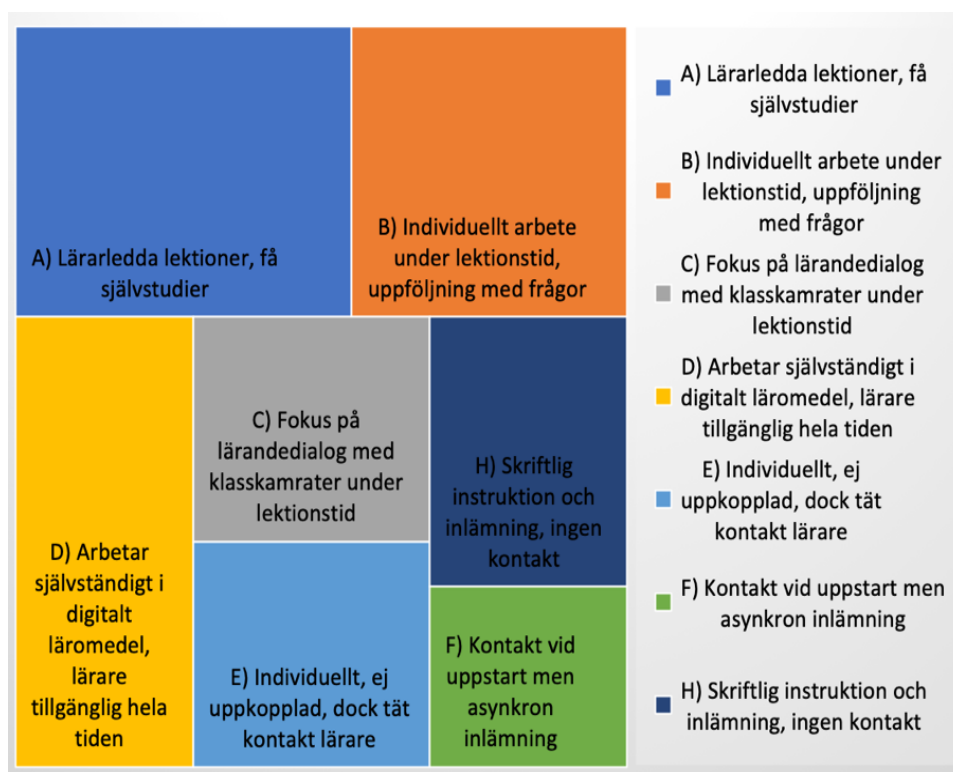 A) Lärarledda lektioner, få
självstudier
B) Individuellt arbete
under lektionstid,
uppföljning med frågor
D) Arbetar
självständigt i
digitalt
läromedel,
lärare
tillgänglig hela
tiden
C) Fokus på
lärandedialog med
klasskamrater under
lektionstid
E) Individuellt, ej
uppkopplad, dock tät
kontakt lärare
H) Skriftlig
instruktion och
inlämning, ingen
kontakt
F) Kontakt vid
uppstart men
asynkron
inlämning
A) Lärarledda lektioner, få
självstudier
B) Individuellt arbete under
lektionstid, uppföljning
med frågor
C) Fokus på lärandedialog
med klasskamrater under
lektionstid
D) Arbetar självständigt i
digitalt läromedel, lärare
tillgänglig hela tiden
E) Individuellt, ej
uppkopplad, dock tät
kontakt lärare
F) Kontakt vid uppstart men
asynkron inlämning
H) Skriftlig instruktion och
inlämning, ingen kontakt